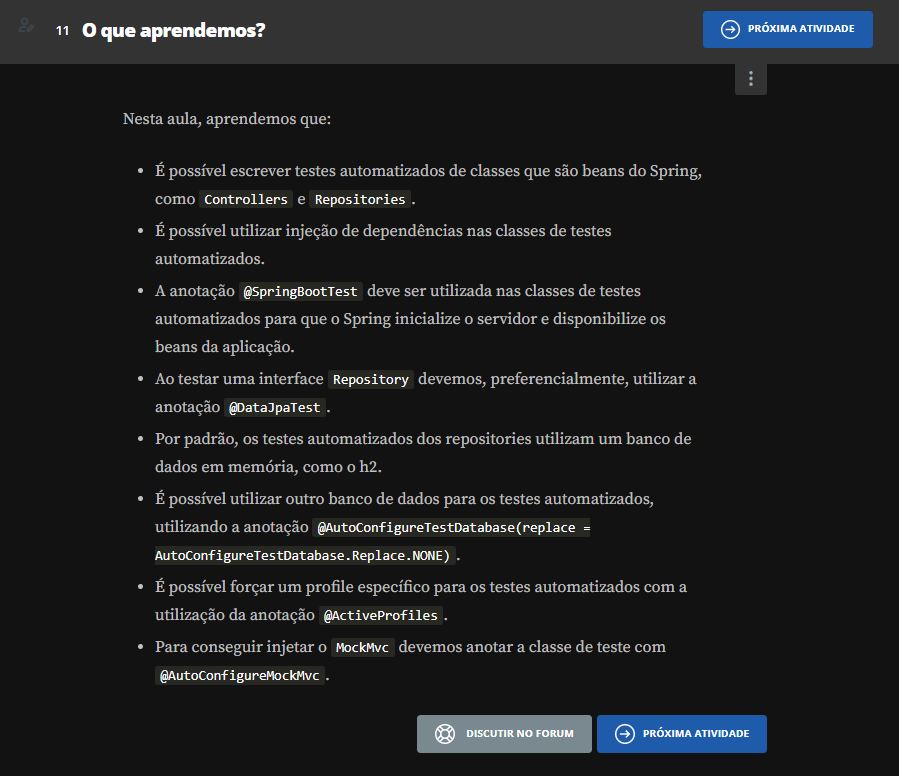 11 O que aprendemos?
PRÓXIMA ATIVIDADE
Nesta aula, aprendemos que:
• É possível escrever testes automatizados de classes que são beans do Spring,
como Controllers e Repositories.
• É possível utilizar injeção de dependências nas classes de testes
automatizados.
• A anotação @SpringBootTest deve ser utilizada nas classes de testes
automatizados para que o Spring inicialize o servidor e disponibilize os
beans da aplicação.
• Ao testar uma interface Repository devemos, preferencialmente, utilizar a
anotação @DataJpaTest.
• Por padrão, os testes automatizados dos repositories utilizam um banco de
dados em memória, como o h2.
• É possível utilizar outro banco de dados para os testes automatizados,
utilizando a anotação @AutoConfigureTestDatabase(replace =
AutoConfigureTestDatabase.Replace.NONE).
• É possível forçar um profile específico para os testes automatizados com a
utilização da anotação @ActiveProfiles.
• Para conseguir injetar o MockMvc devemos anotar a classe de teste com
@AutoConfigureMockMvc.
DISCUTIR NO FORUM
PRÓXIMA ATIVIDADE